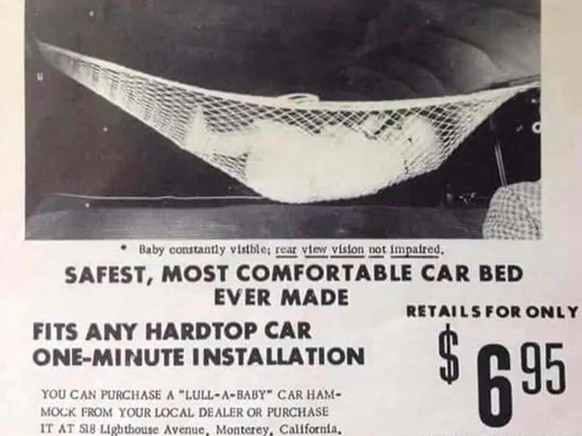 * Baby constantly visible; rear view vision not impaired.
SAFEST, MOST COMFORTABLE CAR BED
EVER MADE
RETAILS FOR ONLY
$6.95
FITS ANY HARDTOP CAR
ONE-MINUTE INSTALLATION
YOU CAN PURCHASE A "LULL-A-BABY" CAR HAM-
MOCK FROM YOUR LOCAL DEALER OR PURCHASE
IT AT 518 Lighthouse Avenue, Monterey, California,